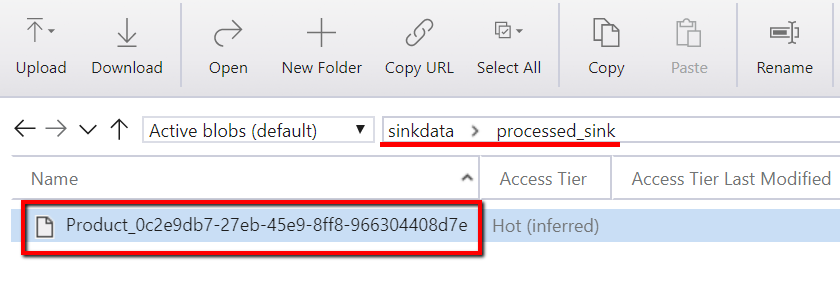 Upload Download Open New Folder Copy URL Select All Copy Paste Rename
Active blobs (default) sinkdata > processed_sink
Name Access Tier Access Tier Last Modified
Product_0c2e9db7-27eb-45e9-8ff8-966304408d7e Hot (inferred)